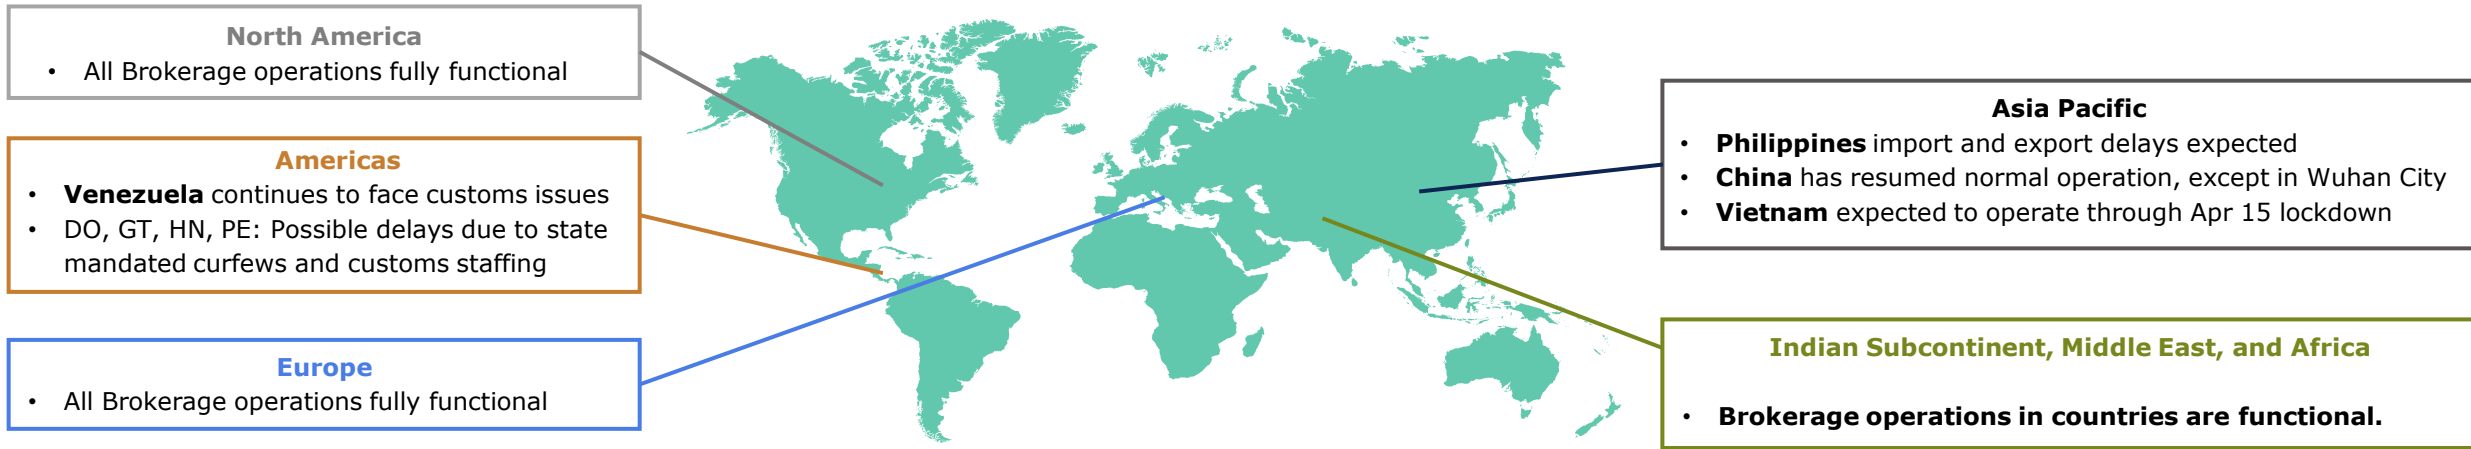 North America
• All Brokerage operations fully functional
Americas
• Venezuela continues to face customs issues
• DO, GT, HN, PE: Possible delays due to state
mandated curfews and customs staffing
Europe
• All Brokerage operations fully functional
Asia Pacific
• Philippines import and export delays expected
• China has resumed normal operation, except in Wuhan City
• Vietnam expected to operate through Apr 15 lockdown
Indian Subcontinent, Middle East, and Africa
• Brokerage operations in countries are functional.